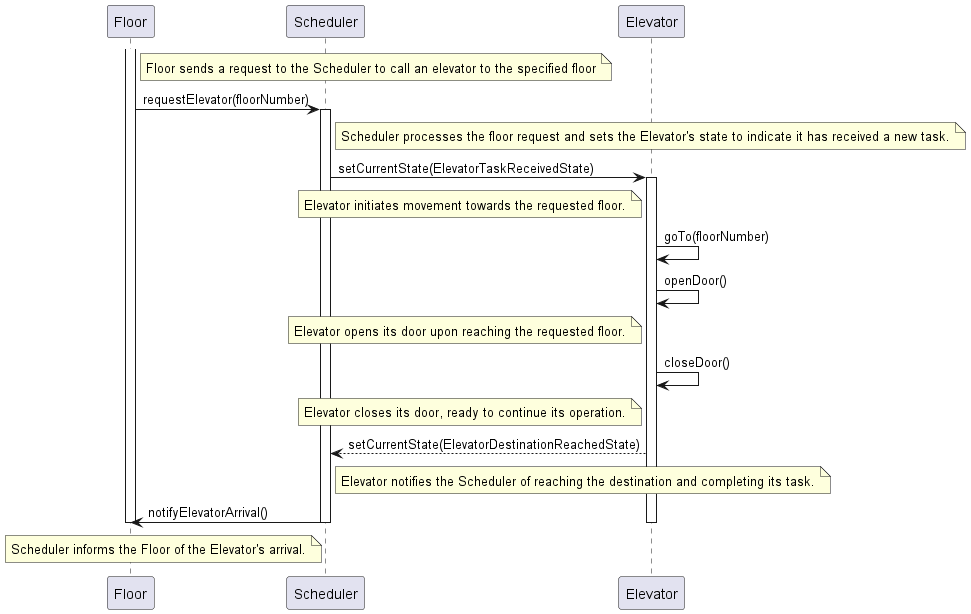 Floor
Scheduler
Elevator
Floor sends a request to the Scheduler to call an elevator to the specified floor
requestElevator(floorNumber)
Scheduler processes the floor request and sets the Elevator's state to indicate it has received a new task.
setCurrentState(ElevatorTaskReceivedState)
Elevator initiates movement towards the requested floor.
goTo(floorNumber)
openDoor()
Elevator opens its door upon reaching the requested floor.
closeDoor()
Elevator closes its door, ready to continue its operation.
setCurrentState(ElevatorDestinationReachedState)
Elevator notifies the Scheduler of reaching the destination and completing its task.
notifyElevatorArrival()
Scheduler informs the Floor of the Elevator's arrival.
Floor
Scheduler
Elevator